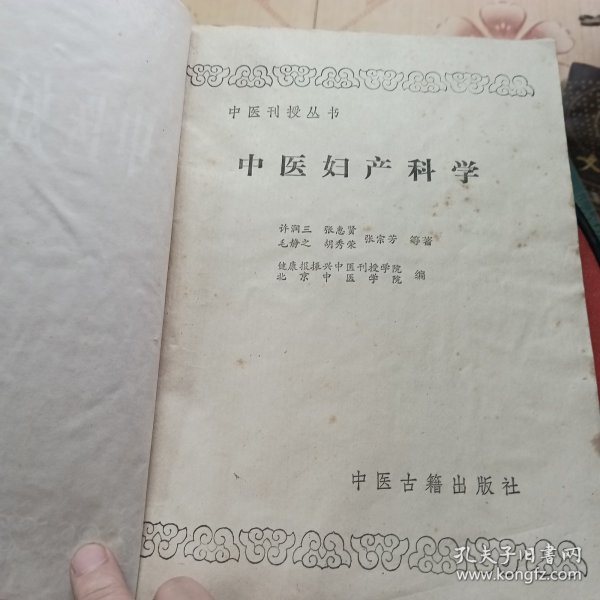 中医刊授丛书
中医妇产科学
许润三 张惠贤
毛静之 胡秀荣 张宗芳 等著
健康报振兴中医刊授学院
北京中医学院 编
中医古籍出版社
孔夫子旧书网
www.kongfz.com